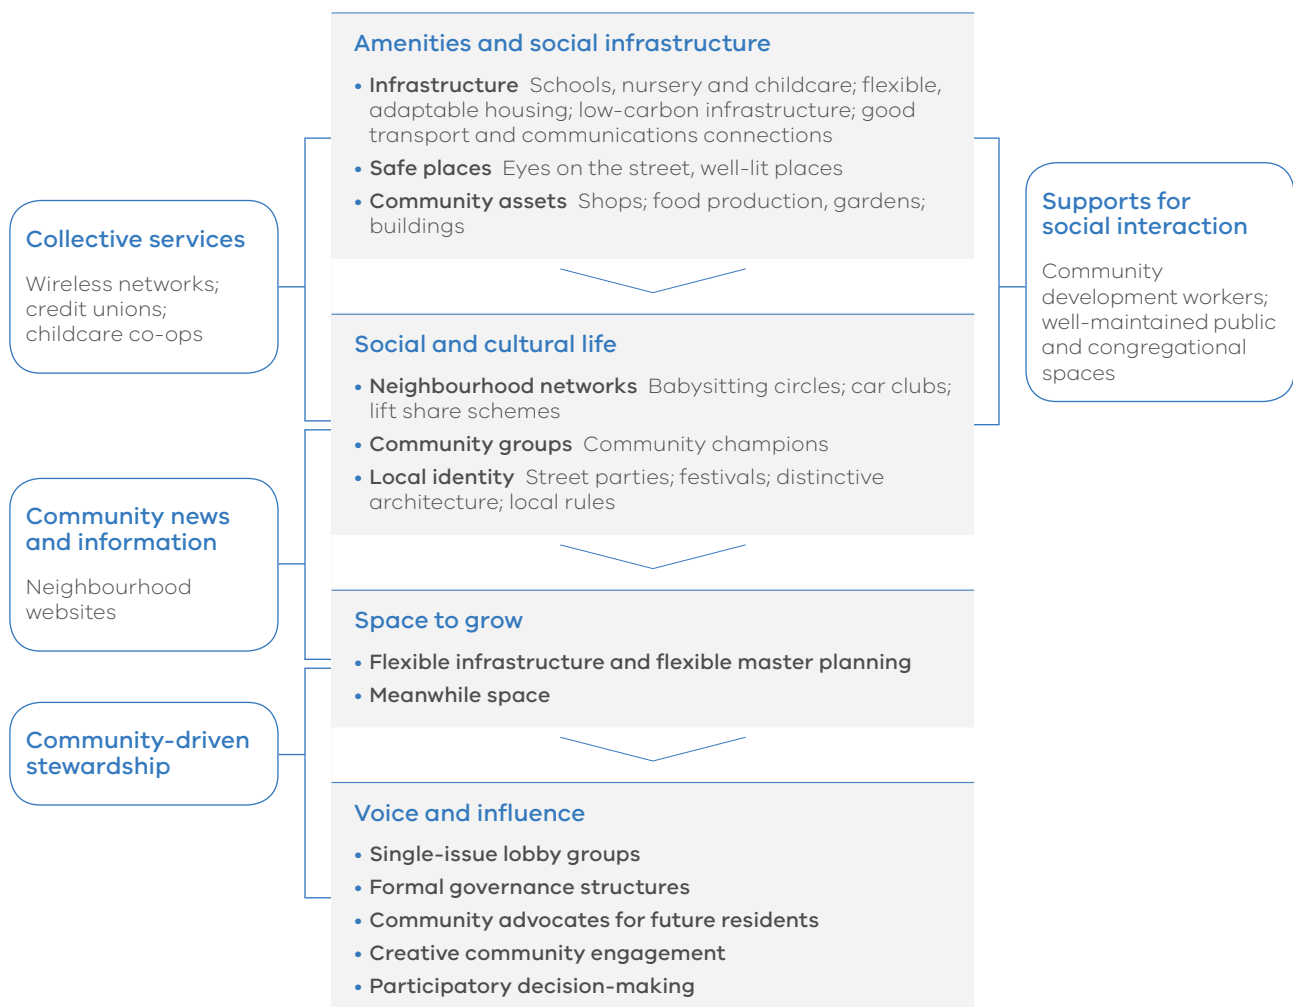 Amenities and social infrastructure
• Infrastructure Schools, nursery and childcare; flexible,
adaptable housing; low-carbon infrastructure; good
transport and communications connections
• Safe places Eyes on the street, well-lit places
• Community assets Shops; food production, gardens;
buildings
Collective services
Wireless networks;
credit unions;
childcare co-ops
Supports for
social interaction
Community
development workers;
well-maintained public
and congregational
spaces
Social and cultural life
• Neighbourhood networks Babysitting circles; car clubs;
lift share schemes
• Community groups Community champions
• Local identity Street parties; festivals; distinctive
architecture; local rules
Community news
and information
Neighbourhood
websites
Space to grow
• Flexible infrastructure and flexible master planning
• Meanwhile space
Community-driven
stewardship
Voice and influence
• Single-issue lobby groups
• Formal governance structures
• Community advocates for future residents
• Creative community engagement
• Participatory decision-making